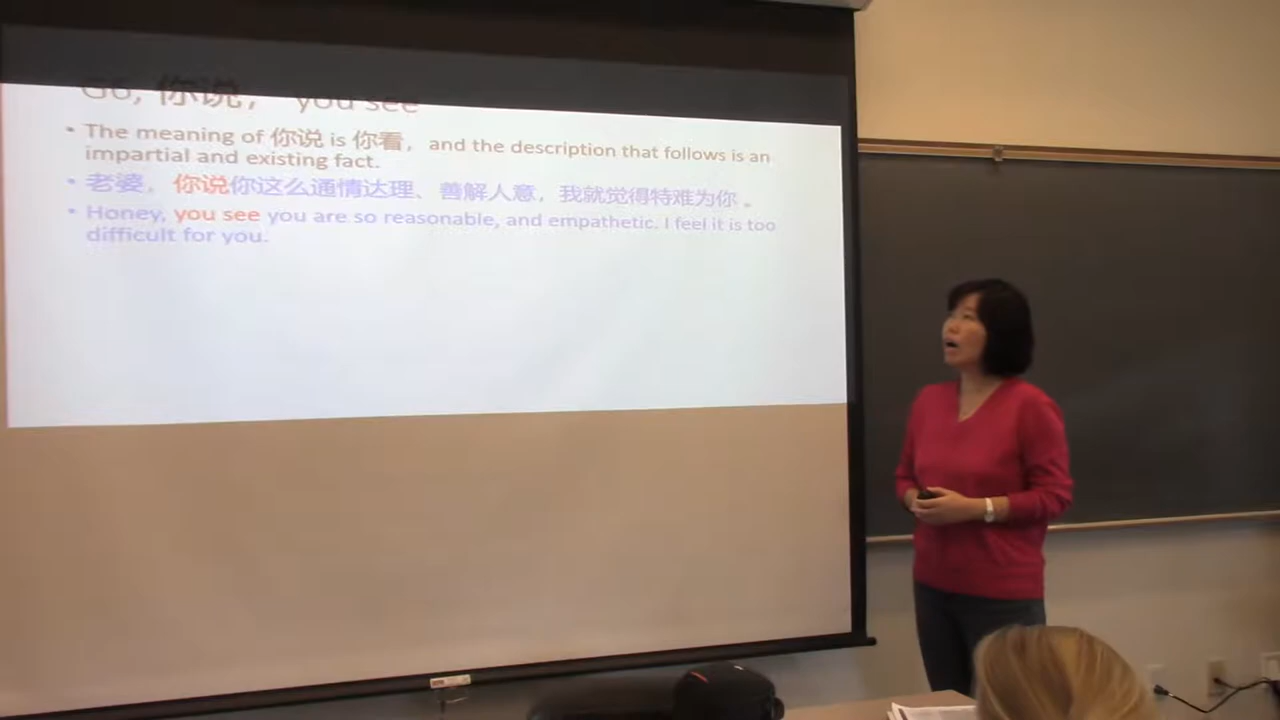 G6, 你说， you see
• The meaning of 你说 is 你看，and the description that follows is an
impartial and existing fact.
• 老婆，你说你这么通情达理、善解人意，我就觉得特难为你。
• Honey, you see you are so reasonable, and empathetic. I feel it is too
difficult for you.